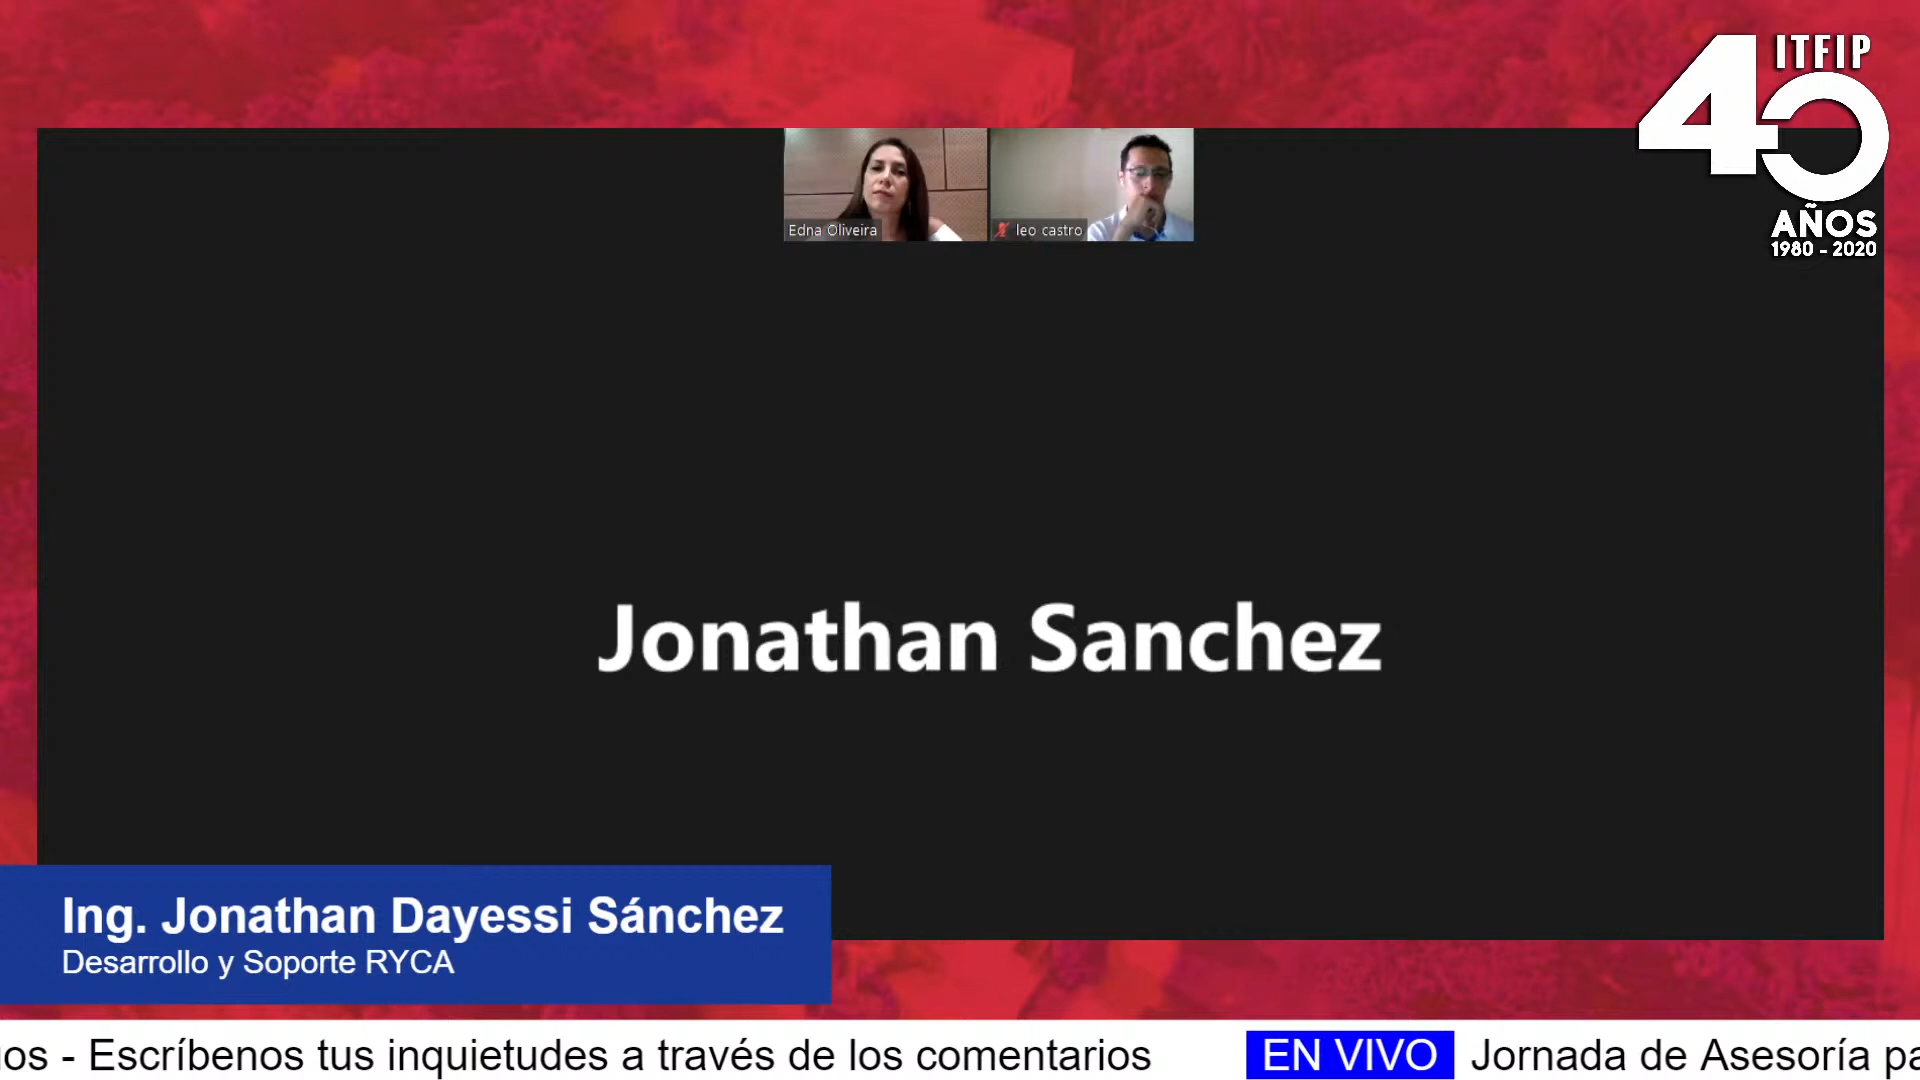 ITFIP
40
AÑOS
1980 - 2020
Edna Oliveira
leo castro
Jonathan Sanchez
Ing. Jonathan Dayessi Sánchez
Desarrollo y Soporte RYCA
os - Escríbenos tus inquietudes a través de los comentarios
EN VIVO
Jornada de Asesoría pa